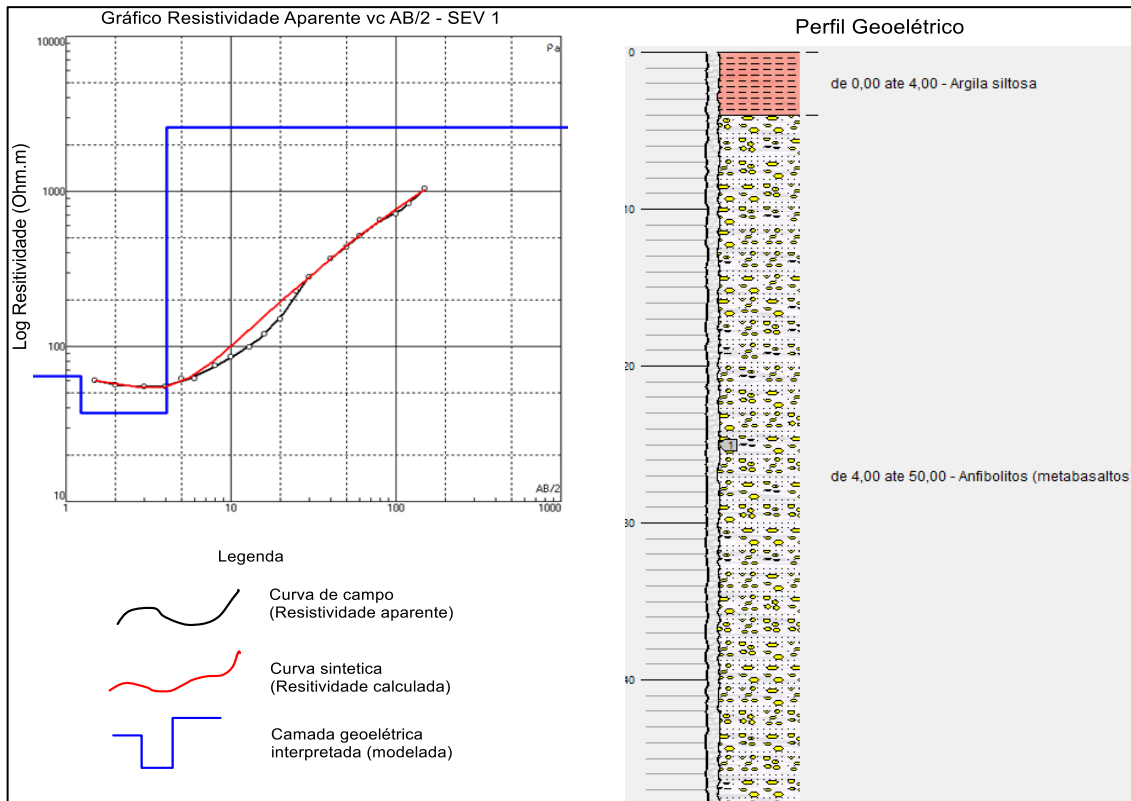 Gráfico Resistividade Aparente vc AB/2 - SEV 1
10000
Pa
1000
100
10
Log Resitividade (Ohm.m)
AB/2
1
10
100
1000
Legenda
Curva de campo
(Resistividade aparente)
Curva sintetica
(Resitividade calculada)
Camada geoelétrica
interpretada (modelada)
Perfil Geoelétrico
0
de 0,00 ate 4,00 - Argila siltosa
10
20
1
de 4,00 ate 50,00 - Anfibolitos (metabasaltos
30
40